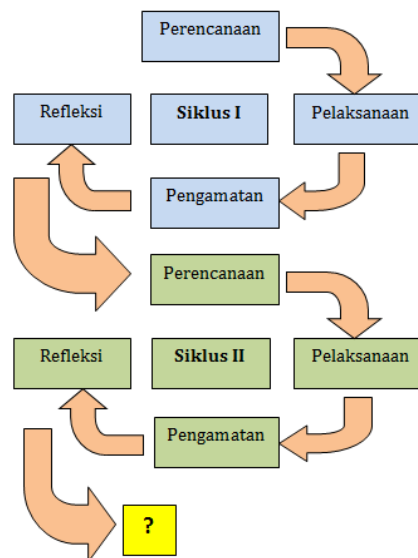 Perencanaan
Refleksi
Siklus I
Pelaksanaan
Pengamatan
Perencanaan
Refleksi
Siklus II
Pelaksanaan
Pengamatan
?